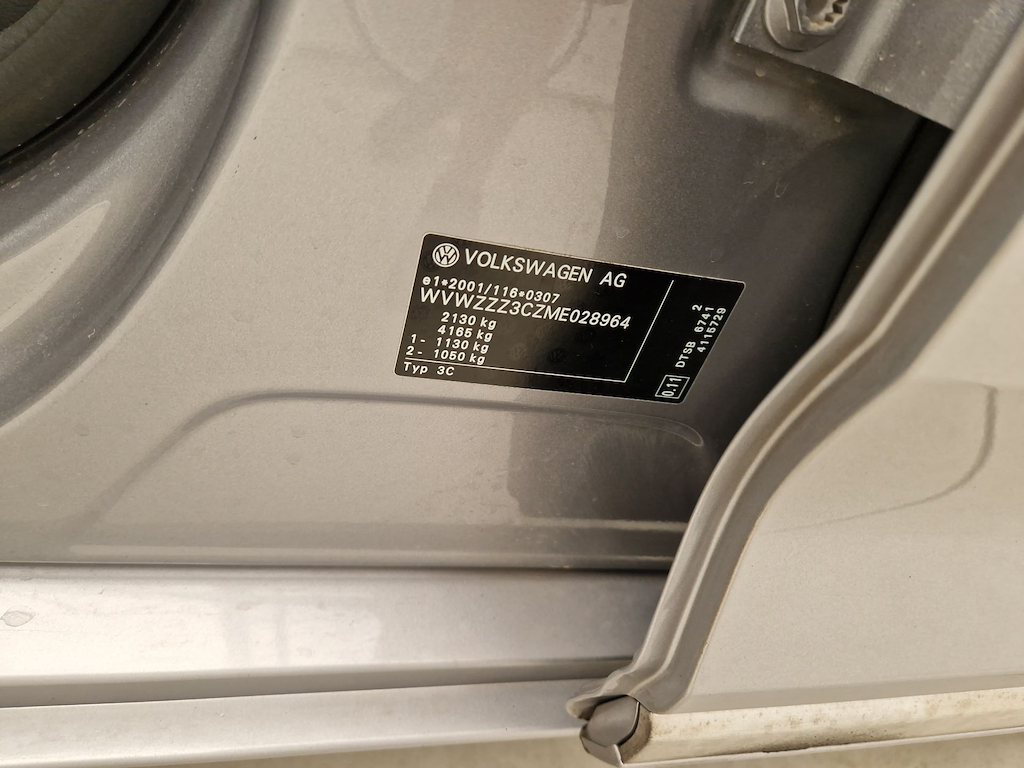 VOLKSWAGEN AG
e1*2001/116*0307
WVWZZZ3CZME028964
2130 kg
4165 kg
1- 1130 kg
2- 1050 kg
Typ 3C
0.11
DTSB 6741 2
4115729